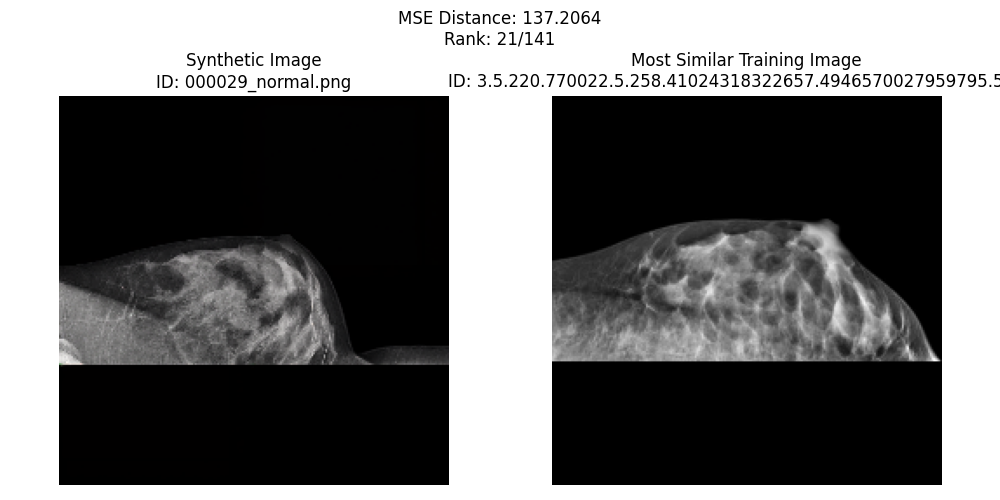 MSE Distance: 137.2064
Rank: 21/141
Synthetic Image
ID: 000029_normal.png
Most Similar Training Image
ID: 3.5.220.770022.5.258.41024318322657.4946570027959795.5